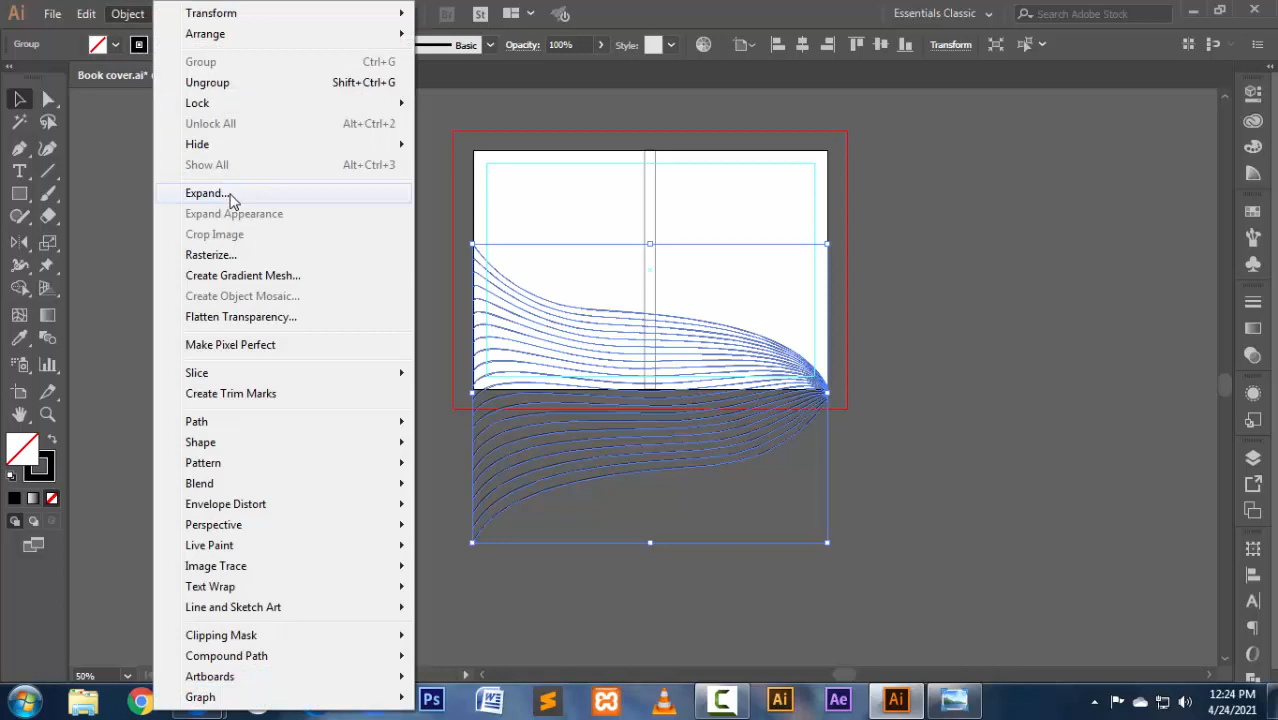 Ai File Edit Object Br St Essentials Classic Search Adobe Stock
Group Basic Opacity: 100% Style: Transform
Book cover.ai*
Transform
Arrange
Group Ctrl+G
Ungroup Shift+Ctrl+G
Lock
Unlock All Alt+Ctrl+2
Hide
Show All Alt+Ctrl+3
Expand...
Expand Appearance
Crop Image
Rasterize...
Create Gradient Mesh...
Create Object Mosaic...
Flatten Transparency...
Make Pixel Perfect
Slice
Create Trim Marks
Path
Shape
Pattern
Blend
Envelope Distort
Perspective
Live Paint
Image Trace
Text Wrap
Line and Sketch Art
Clipping Mask
Compound Path
Artboards
Graph
50%
Ps W Ai Ae Ai
12:24 PM
4/24/2021